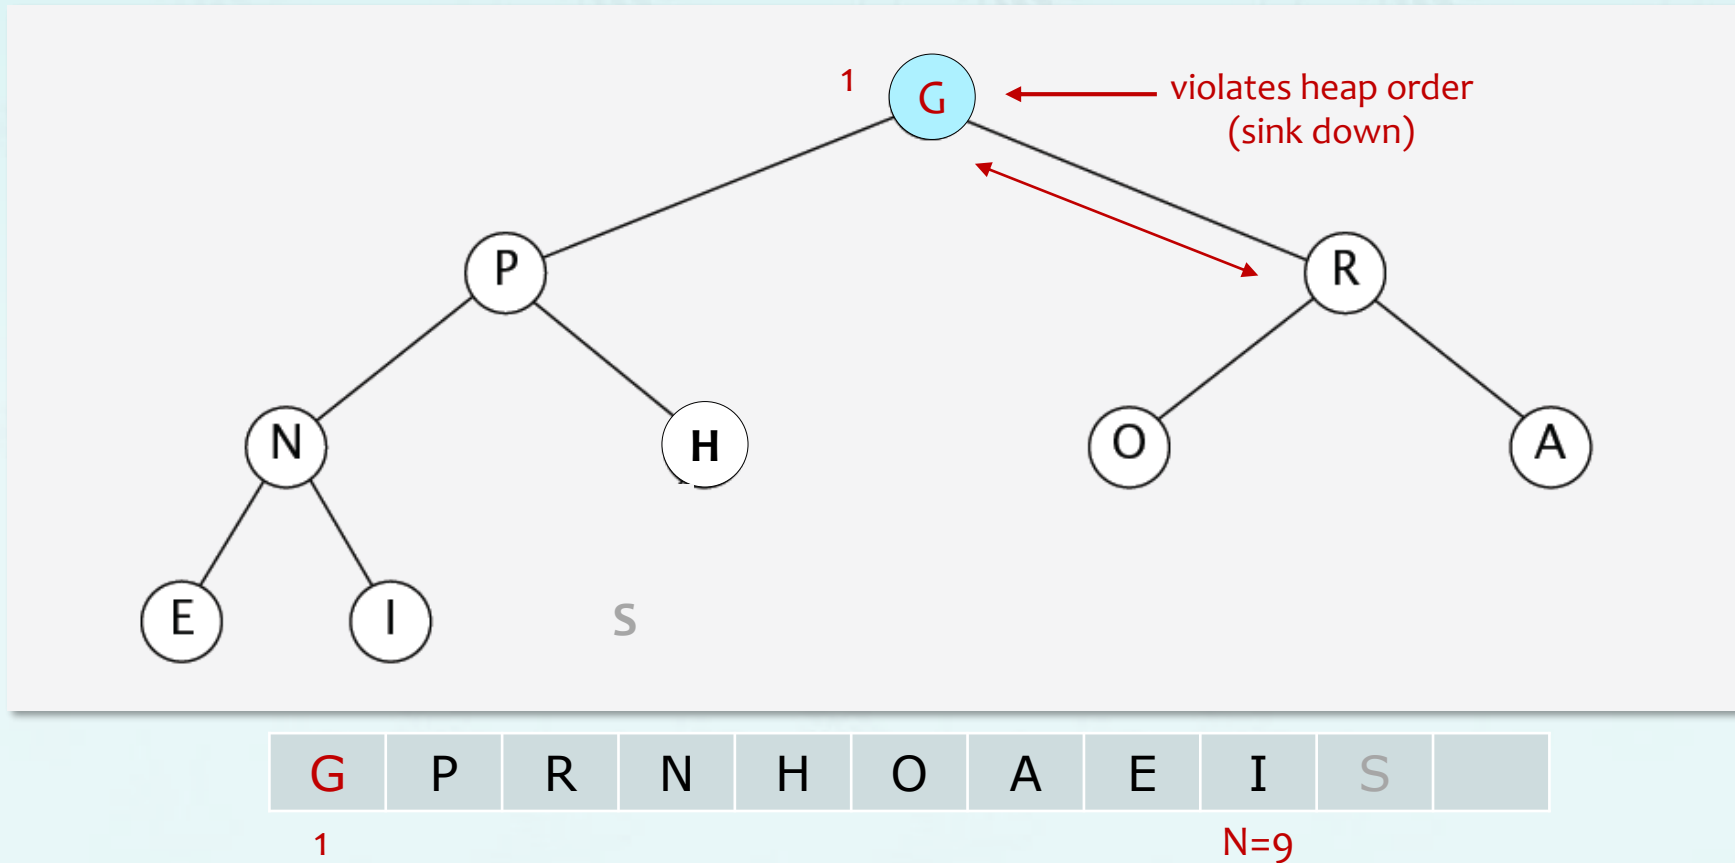 1
G
violates heap order
(sink down)
P
R
N
H
O
A
E
I
S
G P R N H O A E I S
1
N=9